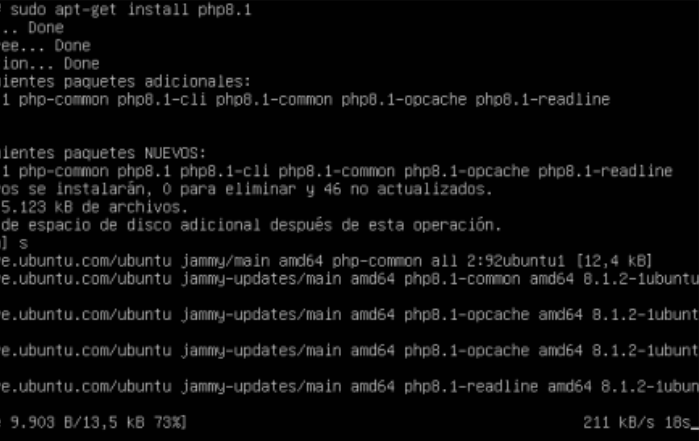 sudo apt-get install php8.1
... Done
ee... Done
ion... Done
uientes paquetes adicionales:
1 php-common php8.1-cli php8.1-common php8.1-opcache php8.1-readline
uientes paquetes NUEVOS:
1 php-common php8.1 php8.1-cli php8.1-common php8.1-opcache php8.1-readline
os se instalarán, 0 para eliminar y 46 no actualizados.
5.123 kB de archivos.
de espacio de disco adicional después de esta operación.
] s
e.ubuntu.com/ubuntu jammy/main amd64 php-common all 2:92ubuntu1 [12,4 kB]
e.ubuntu.com/ubuntu jammy-updates/main amd64 php8.1-common amd64 8.1.2-1ubuntu
e.ubuntu.com/ubuntu jammy-updates/main amd64 php8.1-opcache amd64 8.1.2-1ubunt
e.ubuntu.com/ubuntu jammy-updates/main amd64 php8.1-opcache amd64 8.1.2-1ubunt
e.ubuntu.com/ubuntu jammy-updates/main amd64 php8.1-readline amd64 8.1.2-1ubun
9.903 B/13,5 kB 73%] 211 kB/s 18s_